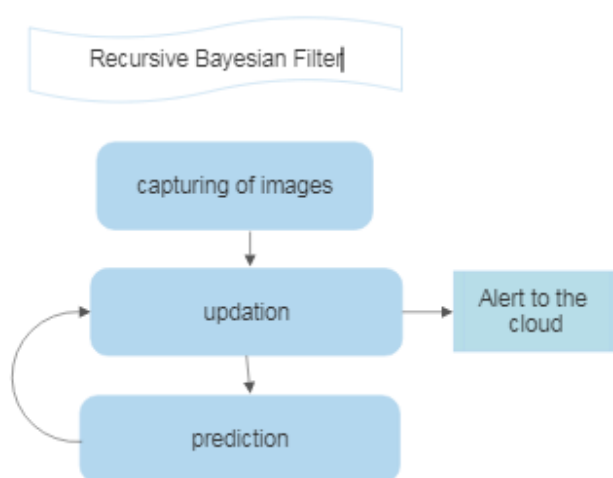 Recursive Bayesian Filter
capturing of images
updation
Alert to the
cloud
prediction